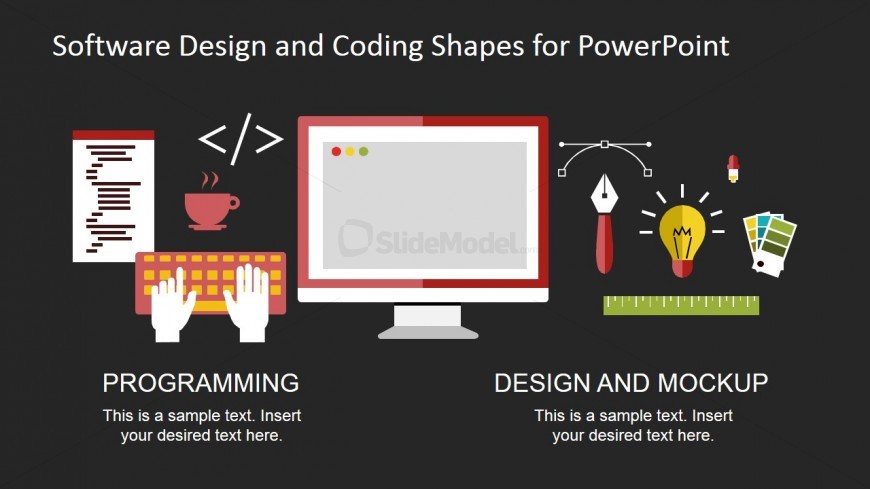 Software Design and Coding Shapes for PowerPoint
</>
SlideModel.com
PROGRAMMING
This is a sample text. Insert
your desired text here.
DESIGN AND MOCKUP
This is a sample text. Insert
your desired text here.